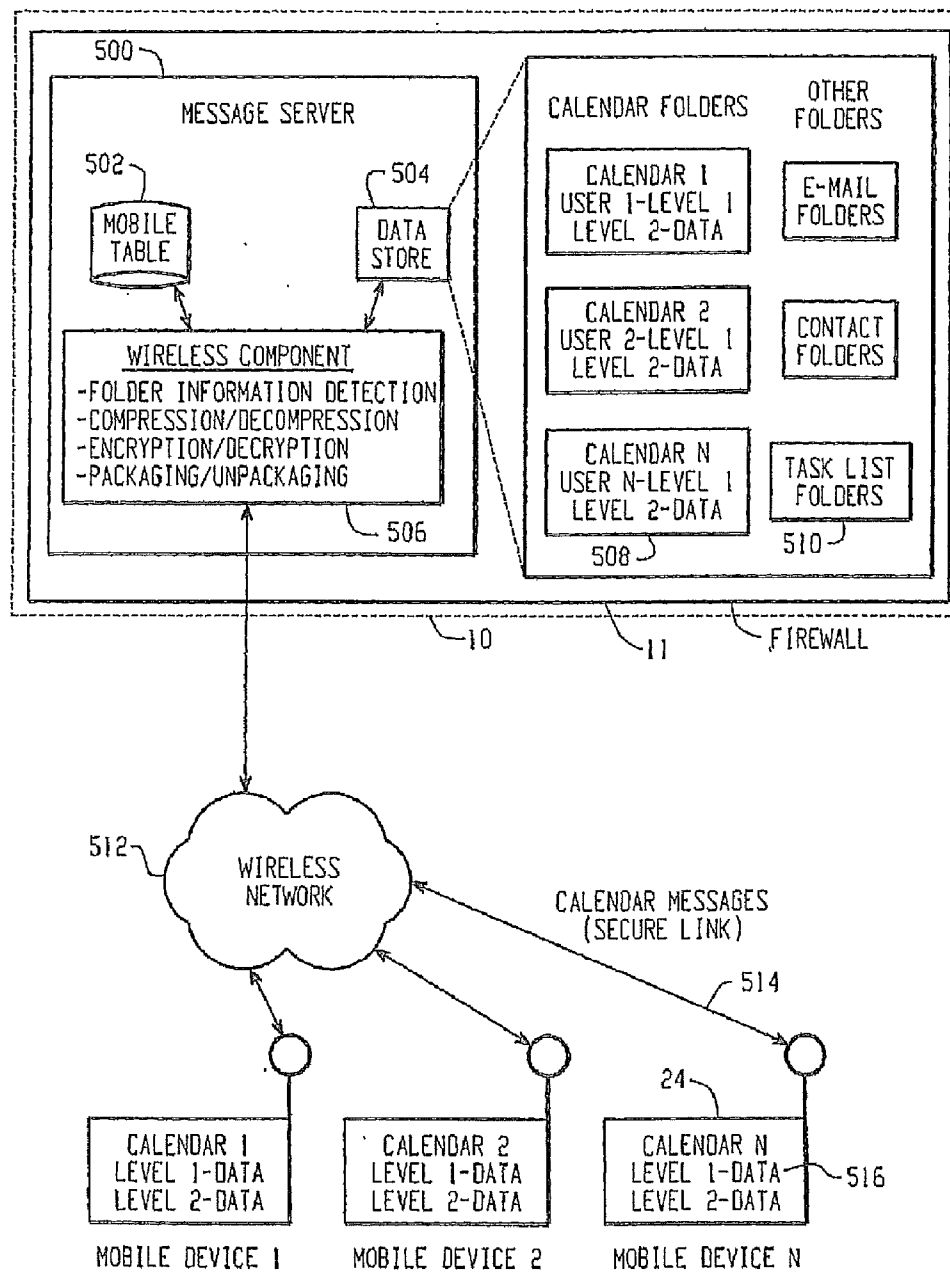 500
MESSAGE SERVER
502
MOBILE
TABLE
504
DATA
STORE
WIRELESS COMPONENT
-FOLDER INFORMATION DETECTION
-COMPRESSION/DECOMPRESSION
-ENCRYPTION/DECRYPTION
-PACKAGING/UNPACKAGING
506
CALENDAR FOLDERS
OTHER
FOLDERS
CALENDAR 1
USER 1-LEVEL 1
LEVEL 2-DATA
E-MAIL
FOLDERS
CALENDAR 2
USER 2-LEVEL 1
LEVEL 2-DATA
CONTACT
FOLDERS
CALENDAR N
USER N-LEVEL 1
LEVEL 2-DATA
508
TASK LIST
FOLDERS
510
10
11
FIREWALL
512
WIRELESS
NETWORK
CALENDAR MESSAGES
(SECURE LINK)
514
24
CALENDAR 1
LEVEL 1-DATA
LEVEL 2-DATA
MOBILE DEVICE 1
CALENDAR 2
LEVEL 1-DATA
LEVEL 2-DATA
MOBILE DEVICE 2
CALENDAR N
LEVEL 1-DATA
LEVEL 2-DATA
516
MOBILE DEVICE N